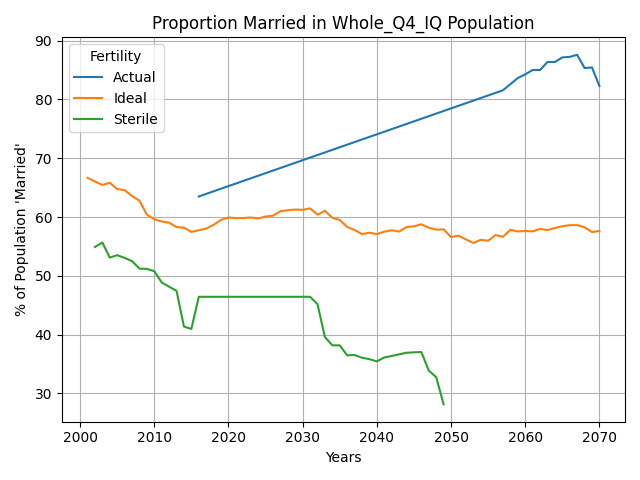 Proportion Married in Whole_Q4_IQ Population
Fertility
Actual
Ideal
Sterile
% of Population 'Married'
90
80
70
60
50
40
30
2000 2010 2020 2030 2040 2050 2060 2070
Years